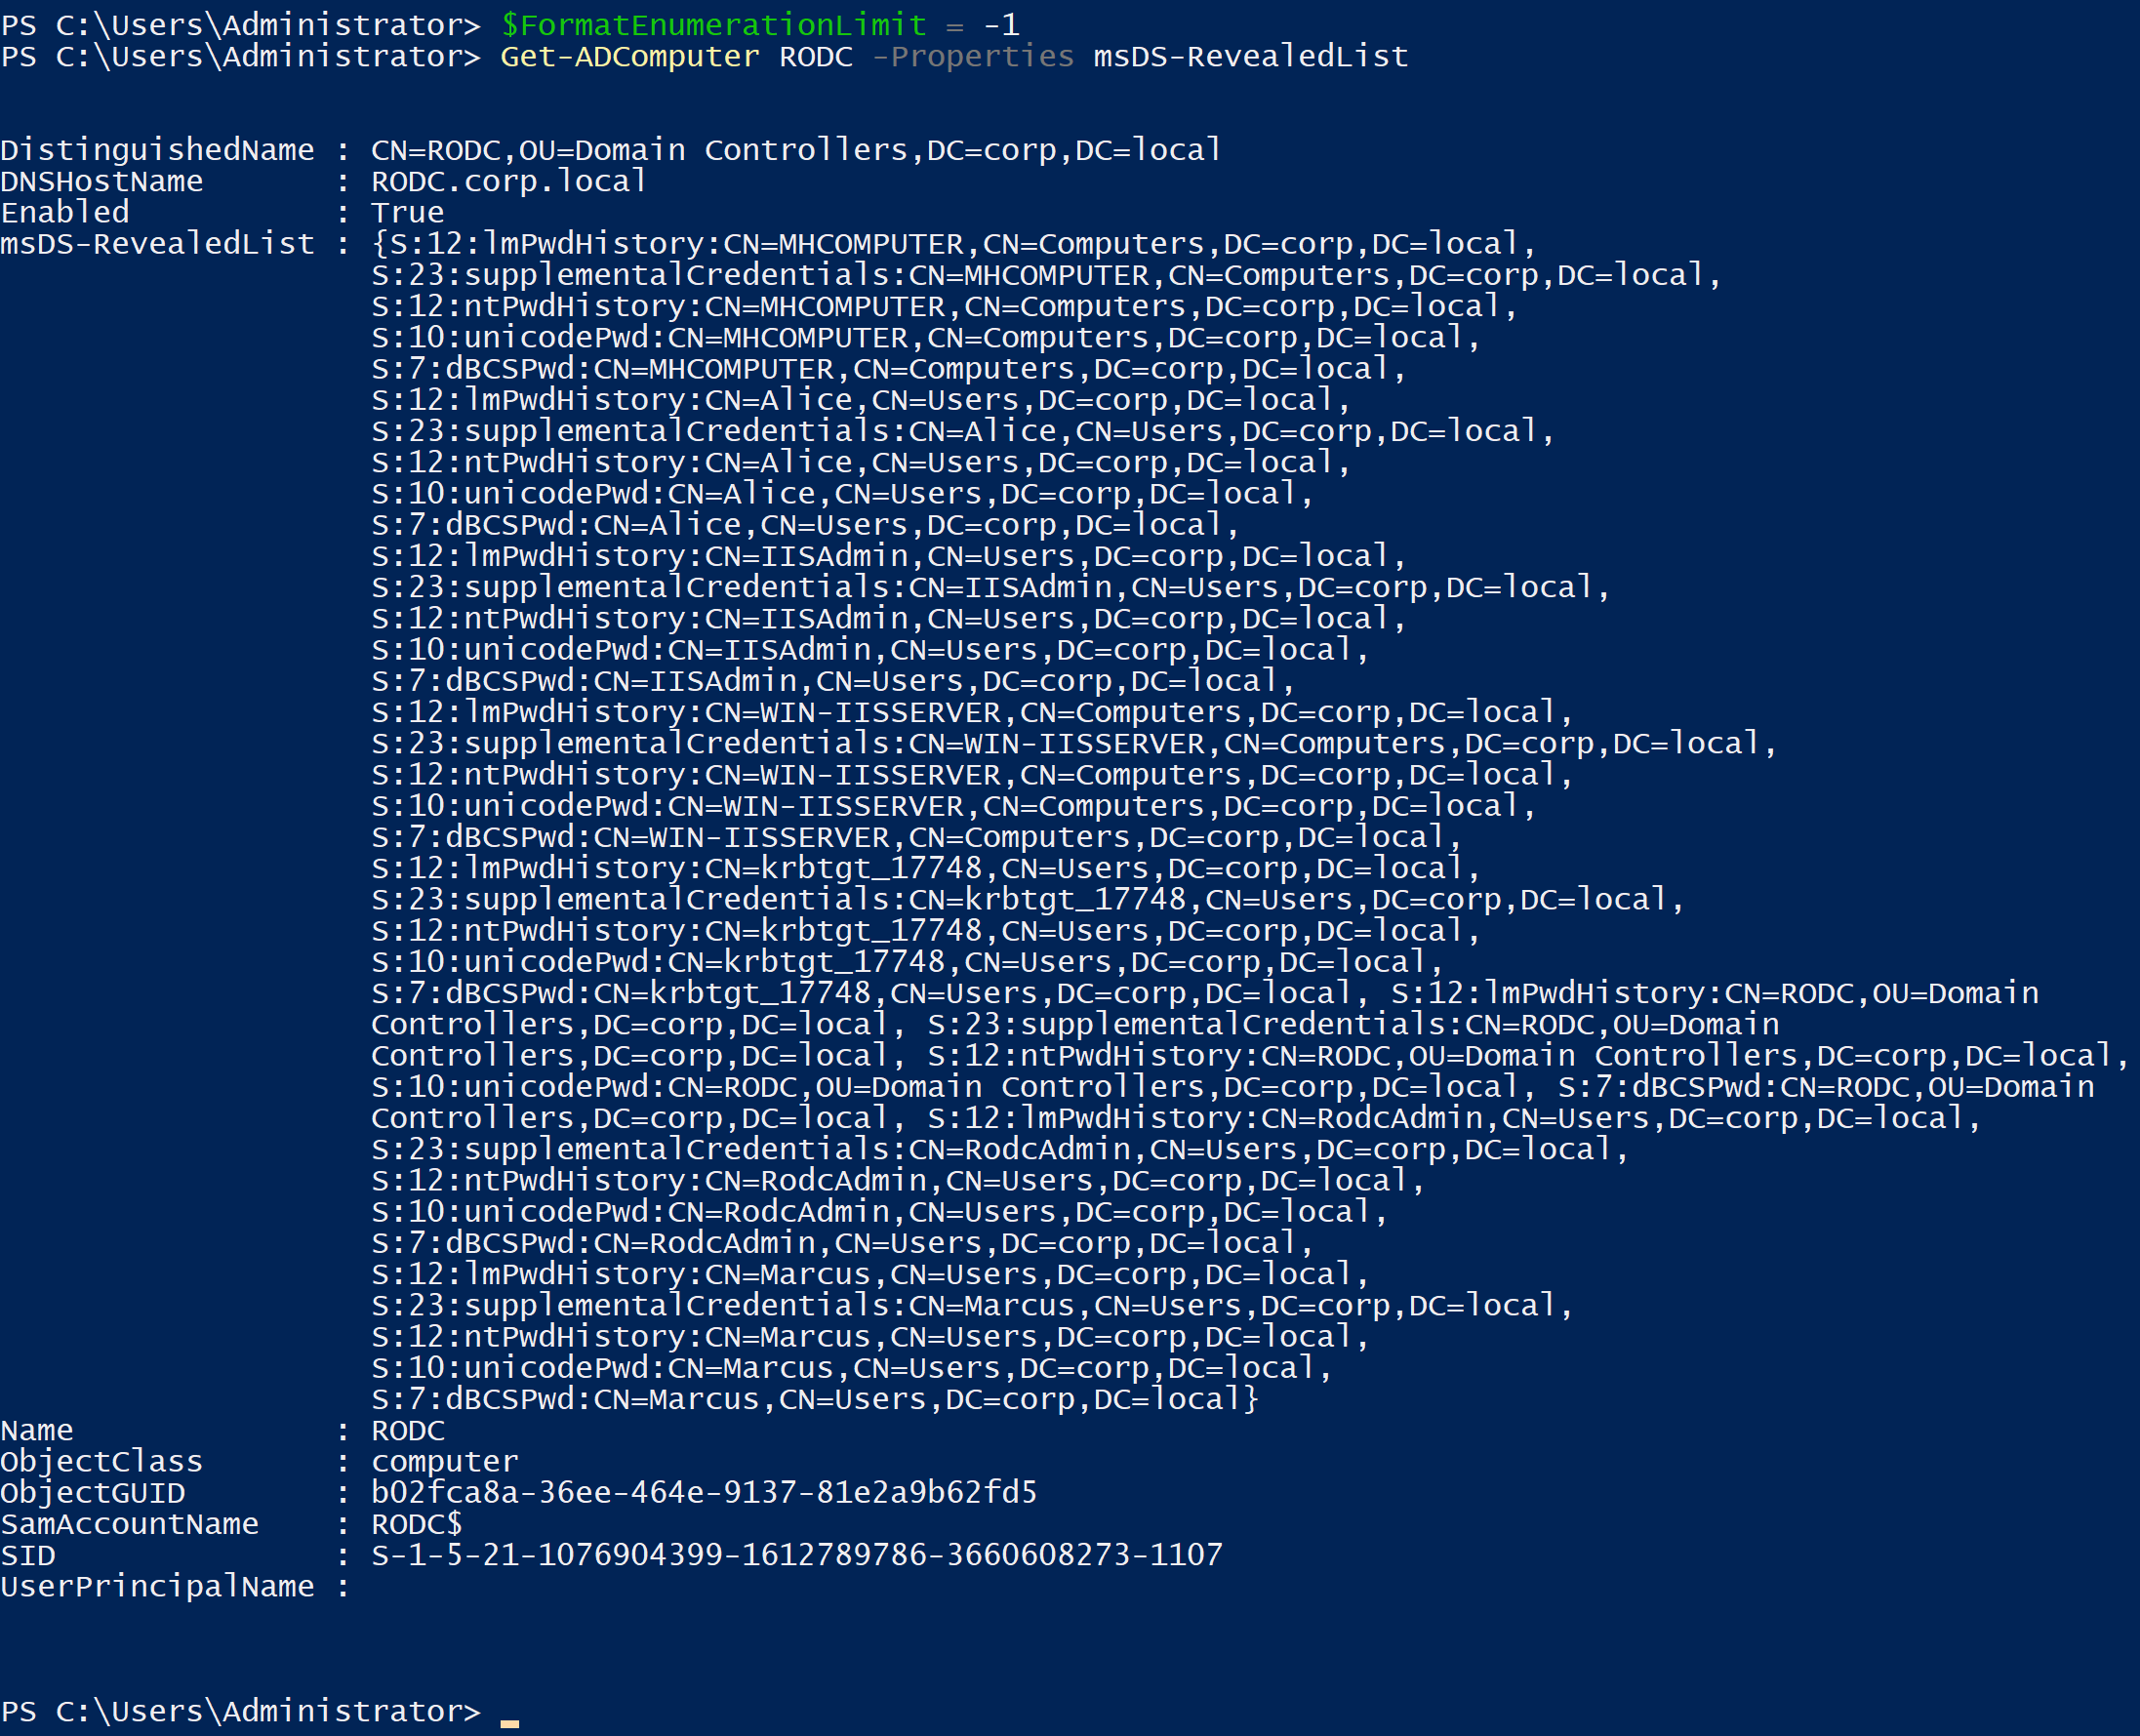 PS C:\Users\Administrator> $FormatEnumerationLimit = -1
PS C:\Users\Administrator> Get-ADComputer RODC -Properties msDS-RevealedList
DistinguishedName : CN=RODC,OU=Domain Controllers,DC=corp,DC=local
DNSHostName       : RODC.corp.local
Enabled           : True
msDS-RevealedList : {S:12:lmPwdHistory:CN=MHCOMPUTER,CN=Computers,DC=corp,DC=local,
S:23:supplementalCredentials:CN=MHCOMPUTER,CN=Computers,DC=corp,DC=local,
S:12:ntPwdHistory:CN=MHCOMPUTER,CN=Computers,DC=corp,DC=local,
S:10:unicodePwd:CN=MHCOMPUTER,CN=Computers,DC=corp,DC=local,
S:7:dBCSPwd:CN=MHCOMPUTER,CN=Computers,DC=corp,DC=local,
S:12:lmPwdHistory:CN=Alice,CN=Users,DC=corp,DC=local,
S:23:supplementalCredentials:CN=Alice,CN=Users,DC=corp,DC=local,
S:12:ntPwdHistory:CN=Alice,CN=Users,DC=corp,DC=local,
S:10:unicodePwd:CN=Alice,CN=Users,DC=corp,DC=local,
S:7:dBCSPwd:CN=Alice,CN=Users,DC=corp,DC=local,
S:12:lmPwdHistory:CN=IISAdmin,CN=Users,DC=corp,DC=local,
S:23:supplementalCredentials:CN=IISAdmin,CN=Users,DC=corp,DC=local,
S:12:ntPwdHistory:CN=IISAdmin,CN=Users,DC=corp,DC=local,
S:10:unicodePwd:CN=IISAdmin,CN=Users,DC=corp,DC=local,
S:7:dBCSPwd:CN=IISAdmin,CN=Users,DC=corp,DC=local,
S:12:lmPwdHistory:CN=WIN-IISSERVER,CN=Computers,DC=corp,DC=local,
S:23:supplementalCredentials:CN=WIN-IISSERVER,CN=Computers,DC=corp,DC=local,
S:12:ntPwdHistory:CN=WIN-IISSERVER,CN=Computers,DC=corp,DC=local,
S:10:unicodePwd:CN=WIN-IISSERVER,CN=Computers,DC=corp,DC=local,
S:7:dBCSPwd:CN=WIN-IISSERVER,CN=Computers,DC=corp,DC=local,
S:12:lmPwdHistory:CN=krbtgt_17748,CN=Users,DC=corp,DC=local,
S:23:supplementalCredentials:CN=krbtgt_17748,CN=Users,DC=corp,DC=local,
S:12:ntPwdHistory:CN=krbtgt_17748,CN=Users,DC=corp,DC=local,
S:10:unicodePwd:CN=krbtgt_17748,CN=Users,DC=corp,DC=local,
S:7:dBCSPwd:CN=krbtgt_17748,CN=Users,DC=corp,DC=local, S:12:lmPwdHistory:CN=RODC,OU=Domain
Controllers,DC=corp,DC=local, S:23:supplementalCredentials:CN=RODC,OU=Domain
Controllers,DC=corp,DC=local, S:12:ntPwdHistory:CN=RODC,OU=Domain Controllers,DC=corp,DC=local,
S:10:unicodePwd:CN=RODC,OU=Domain Controllers,DC=corp,DC=local, S:7:dBCSPwd:CN=RODC,OU=Domain
Controllers,DC=corp,DC=local, S:12:lmPwdHistory:CN=RodcAdmin,CN=Users,DC=corp,DC=local,
S:23:supplementalCredentials:CN=RodcAdmin,CN=Users,DC=corp,DC=local,
S:12:ntPwdHistory:CN=RodcAdmin,CN=Users,DC=corp,DC=local,
S:10:unicodePwd:CN=RodcAdmin,CN=Users,DC=corp,DC=local,
S:7:dBCSPwd:CN=RodcAdmin,CN=Users,DC=corp,DC=local,
S:12:lmPwdHistory:CN=Marcus,CN=Users,DC=corp,DC=local,
S:23:supplementalCredentials:CN=Marcus,CN=Users,DC=corp,DC=local,
S:12:ntPwdHistory:CN=Marcus,CN=Users,DC=corp,DC=local,
S:10:unicodePwd:CN=Marcus,CN=Users,DC=corp,DC=local,
S:7:dBCSPwd:CN=Marcus,CN=Users,DC=corp,DC=local}
Name              : RODC
ObjectClass       : computer
ObjectGUID        : b02fca8a-36ee-464e-9137-81e2a9b62fd5
SamAccountName    : RODC$
SID               : S-1-5-21-1076904399-1612789786-3660608273-1107
UserPrincipalName :
PS C:\Users\Administrator> _